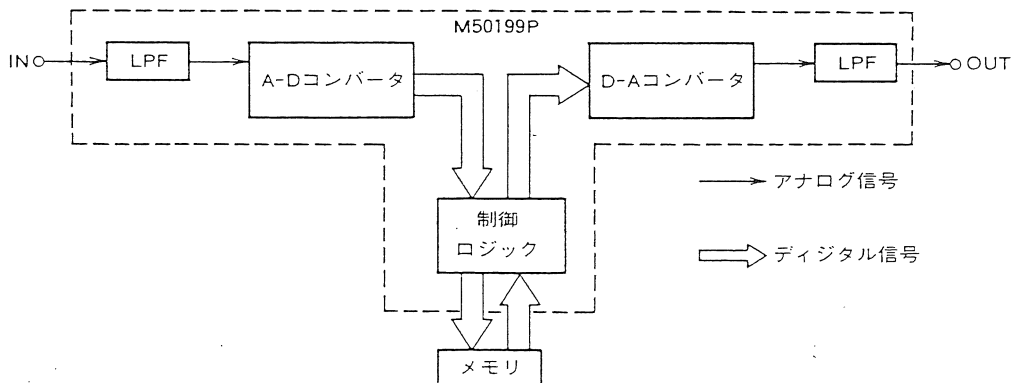 M50199P
IN
LPF
A-Dコンバータ
D-Aコンバータ
LPF
OUT
アナログ信号
制御
ロジック
ディジタル信号
メモリ